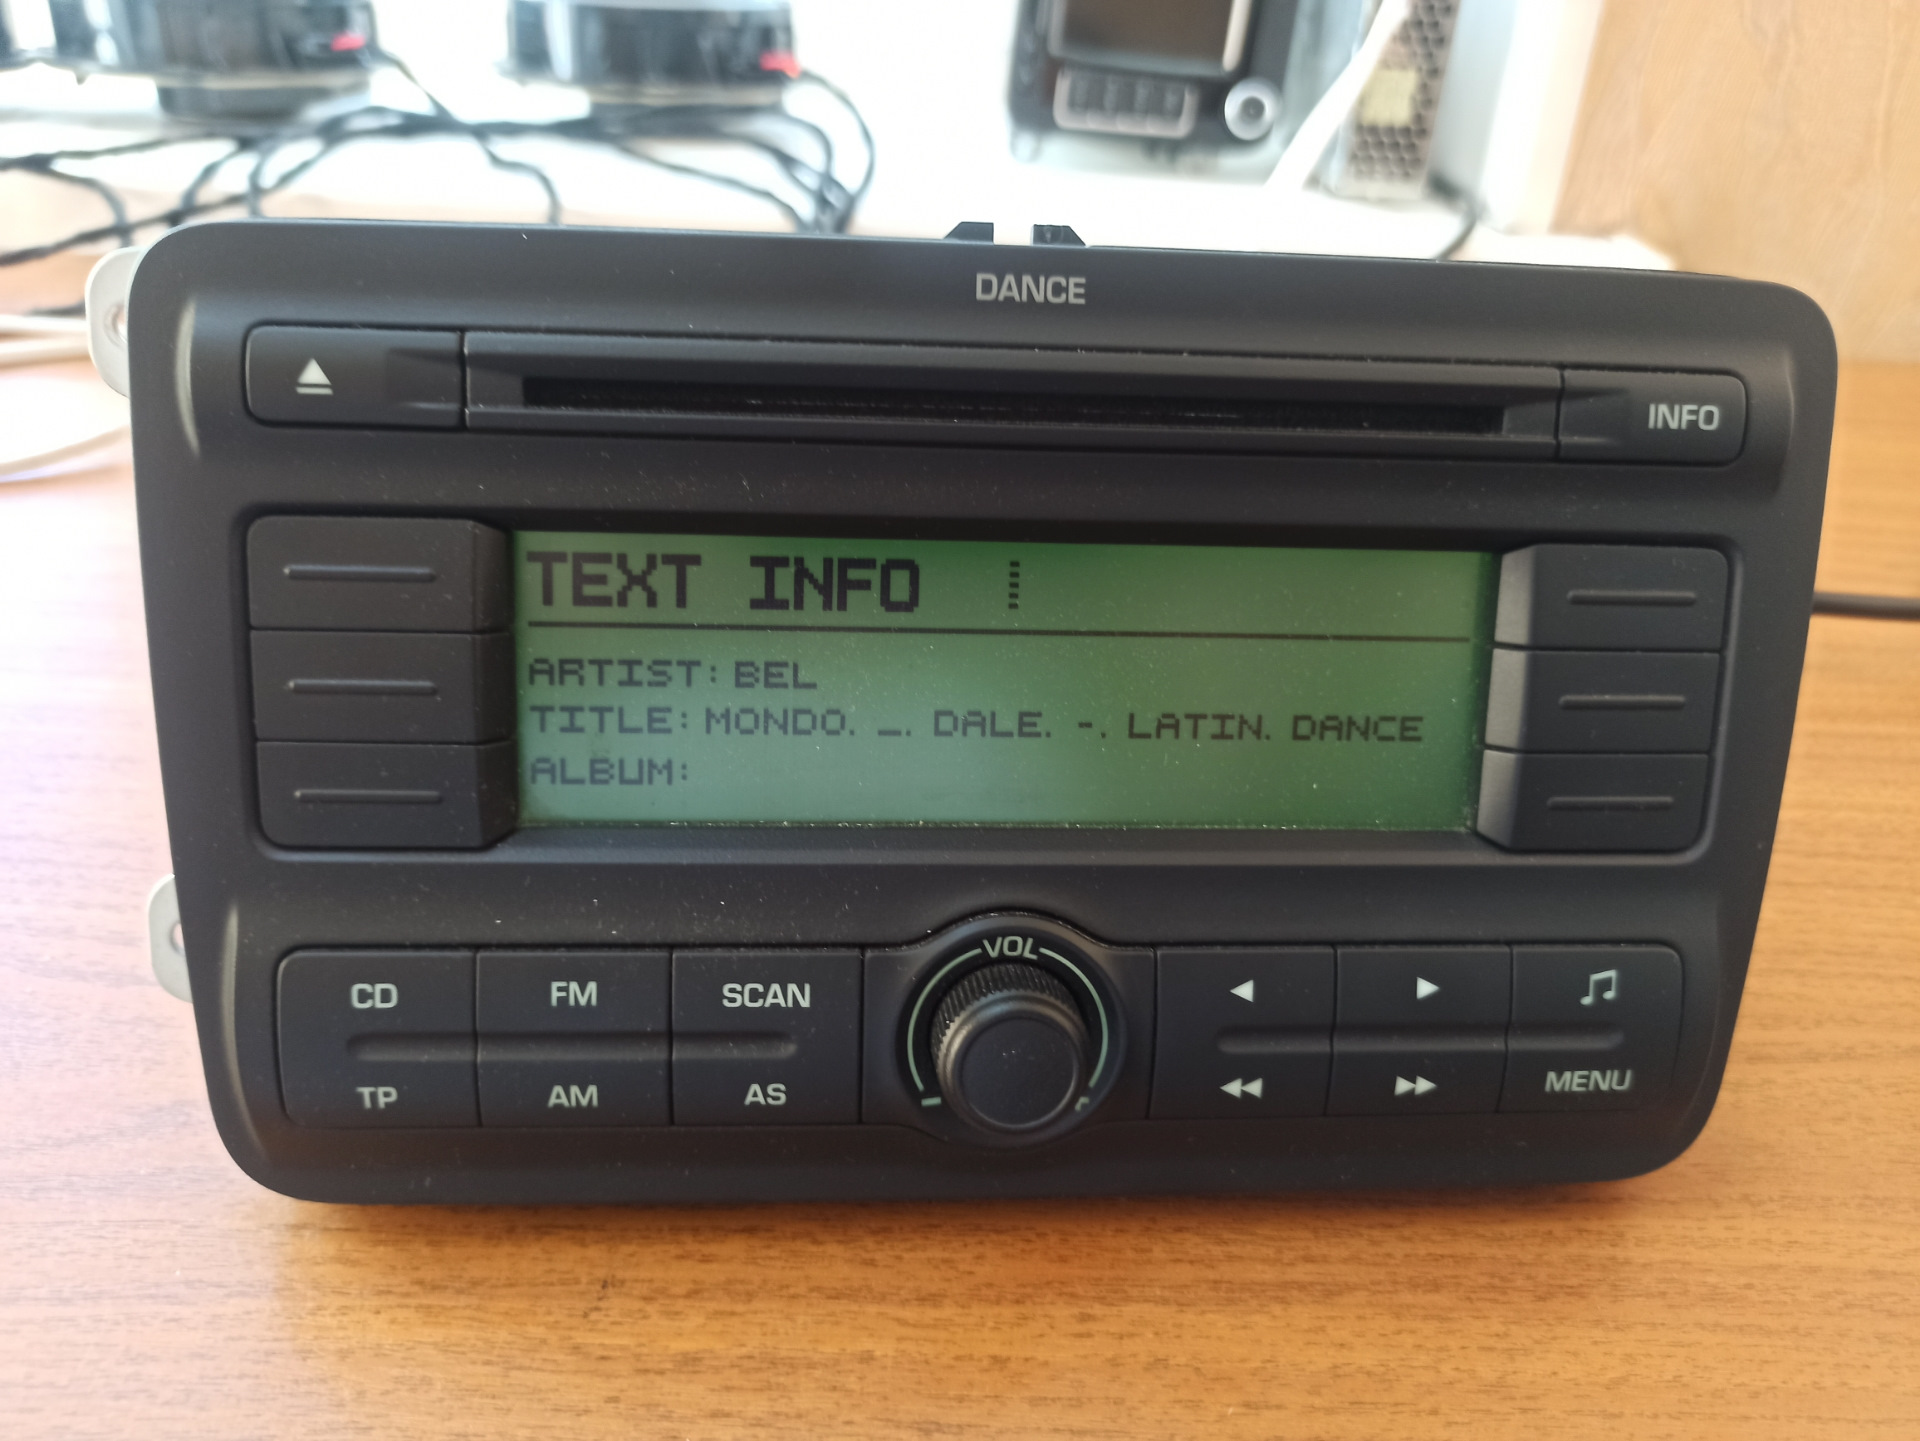 DANCE
INFO
TEXT INFO
ARTIST: BEL
TITLE: MONDO. _. DALE. -. LATIN. DANCE
ALBUM:
VOL
CD FM SCAN
TP AM AS
MENU